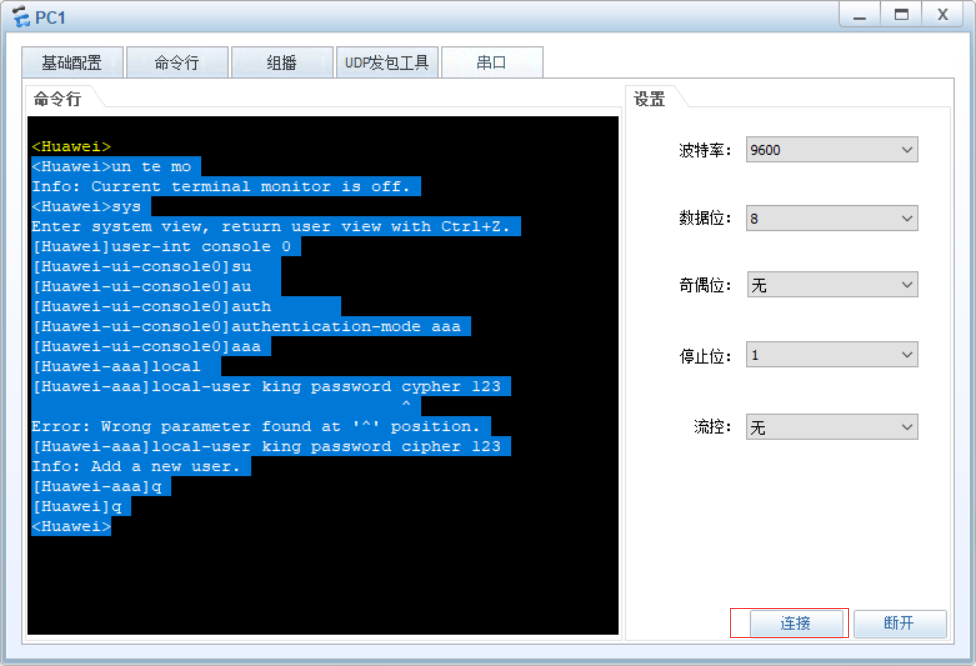 PC1
基础配置 命令行 组播 UDP发包工具 串口
命令行
<Huawei>
<Huawei>un te mo
Info: Current terminal monitor is off.
<Huawei>sys
Enter system view, return user view with Ctrl+Z.
[Huawei]user-int console 0
[Huawei-ui-console0]su
[Huawei-ui-console0]au
[Huawei-ui-console0]auth
[Huawei-ui-console0]authentication-mode aaa
[Huawei-ui-console0]aaa
[Huawei-aaa]local
[Huawei-aaa]local-user king password cypher 123
^
Error: Wrong parameter found at '^' position.
[Huawei-aaa]local-user king password cipher 123
Info: Add a new user.
[Huawei-aaa]q
[Huawei]q
<Huawei>
设置
波特率： 9600
数据位： 8
奇偶位： 无
停止位： 1
流控： 无
连接 断开